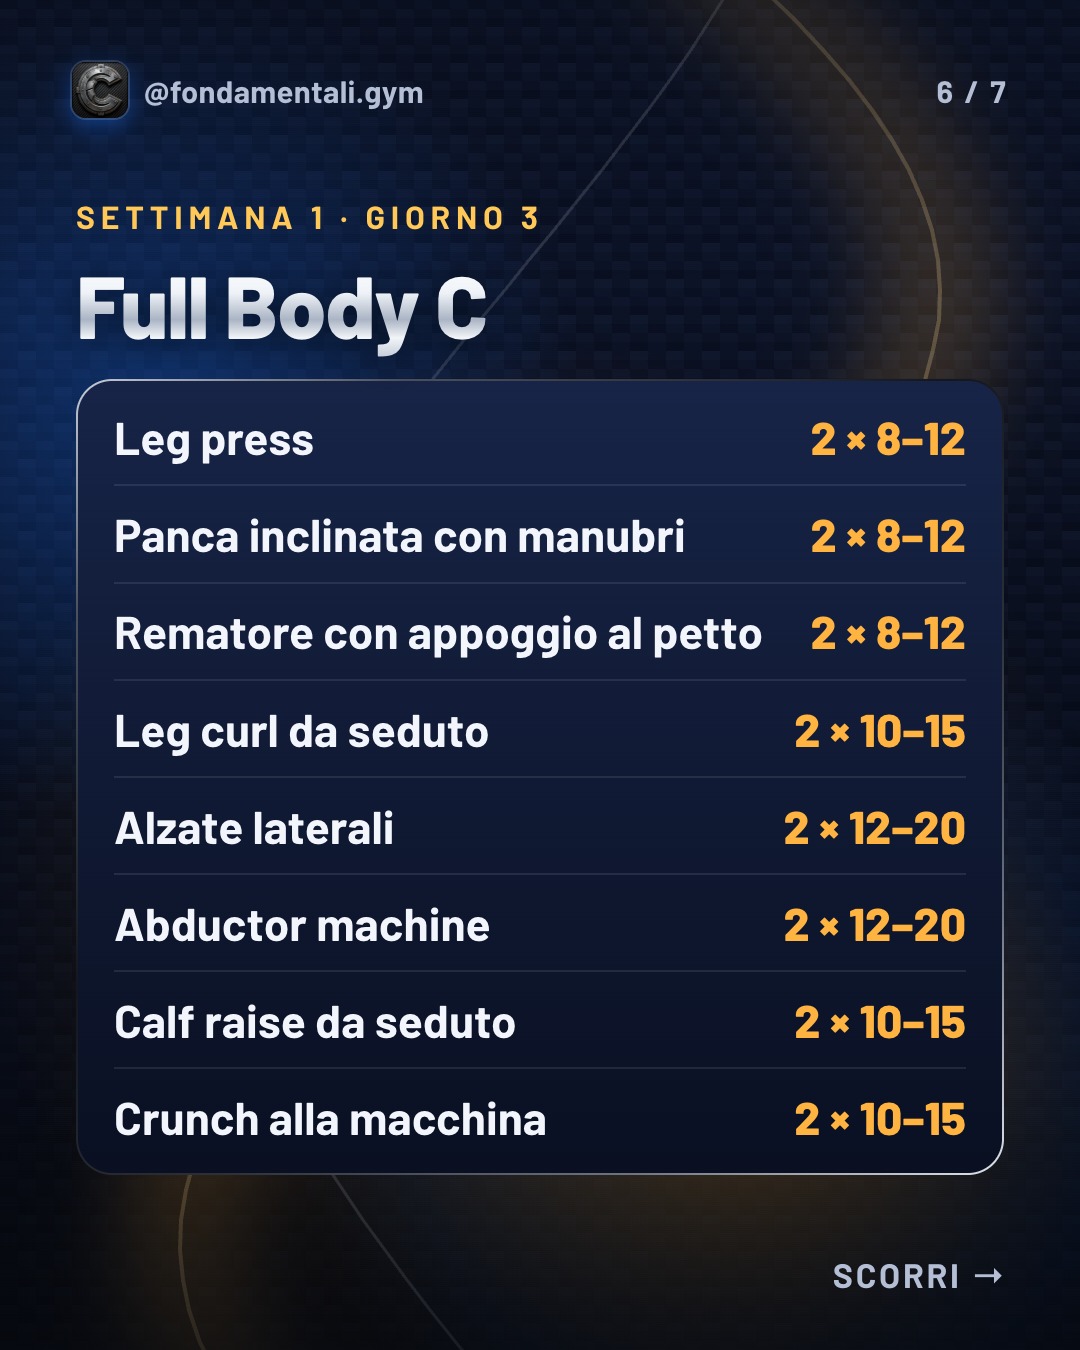 @fondamentali.gym
6 / 7
SETTIMANA 1 · GIORNO 3
Full Body C
Leg press 2 × 8–12
Panca inclinata con manubri 2 × 8–12
Rematore con appoggio al petto 2 × 8–12
Leg curl da seduto 2 × 10–15
Alzate laterali 2 × 12–20
Abductor machine 2 × 12–20
Calf raise da seduto 2 × 10–15
Crunch alla macchina 2 × 10–15
SCORRI →